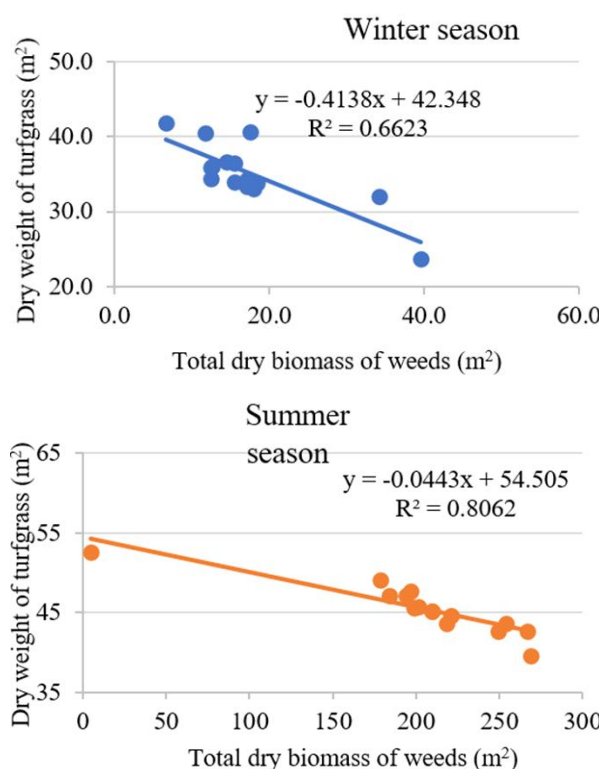 Winter season
Dry weight of turfgrass (m²)
50.0
40.0
30.0
20.0
y = -0.4138x + 42.348
R² = 0.6623
0.0
20.0
40.0
60.0
Total dry biomass of weeds (m²)
Summer
season
Dry weight of turfgrass (m²)
65
55
45
35
y = -0.0443x + 54.505
R² = 0.8062
0
50
100
150
200
250
300
Total dry biomass of weeds (m²)